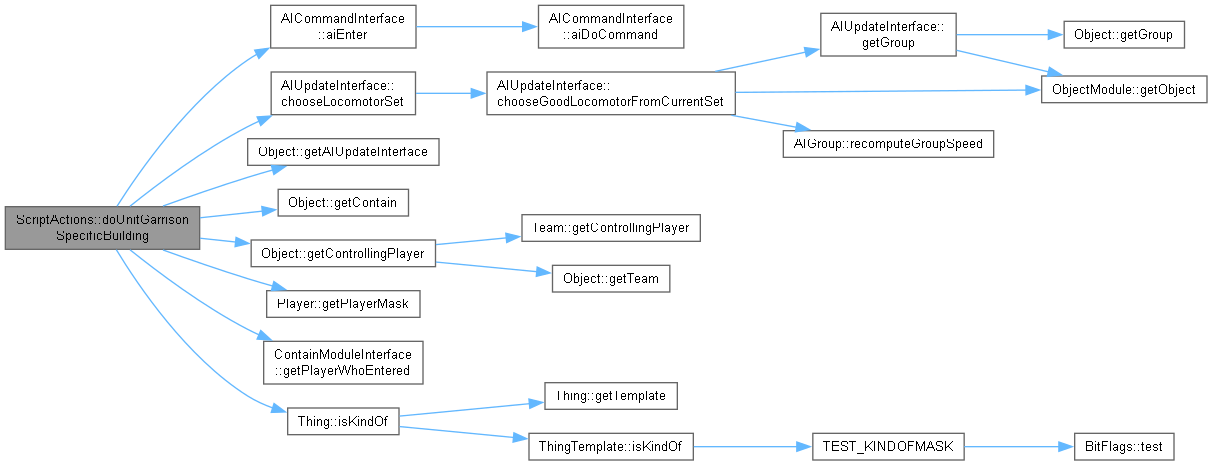 ScriptActions::doUnitGarrison
SpecificBuilding
AICommandInterface
::aiEnter
AICommandInterface
::aiDoCommand
AIUpdateInterface::
chooseLocomotorSet
AIUpdateInterface::
chooseGoodLocomotorFromCurrentSet
AIUpdateInterface::
getGroup
Object::getGroup
ObjectModule::getObject
AIGroup::recomputeGroupSpeed
Object::getAIUpdateInterface
Object::getContain
Object::getControllingPlayer
Team::getControllingPlayer
Object::getTeam
Player::getPlayerMask
ContainModuleInterface
::getPlayerWhoEntered
Thing::isKindOf
Thing::getTemplate
ThingTemplate::isKindOf
TEST_KINDOFMASK
BitFlags::test